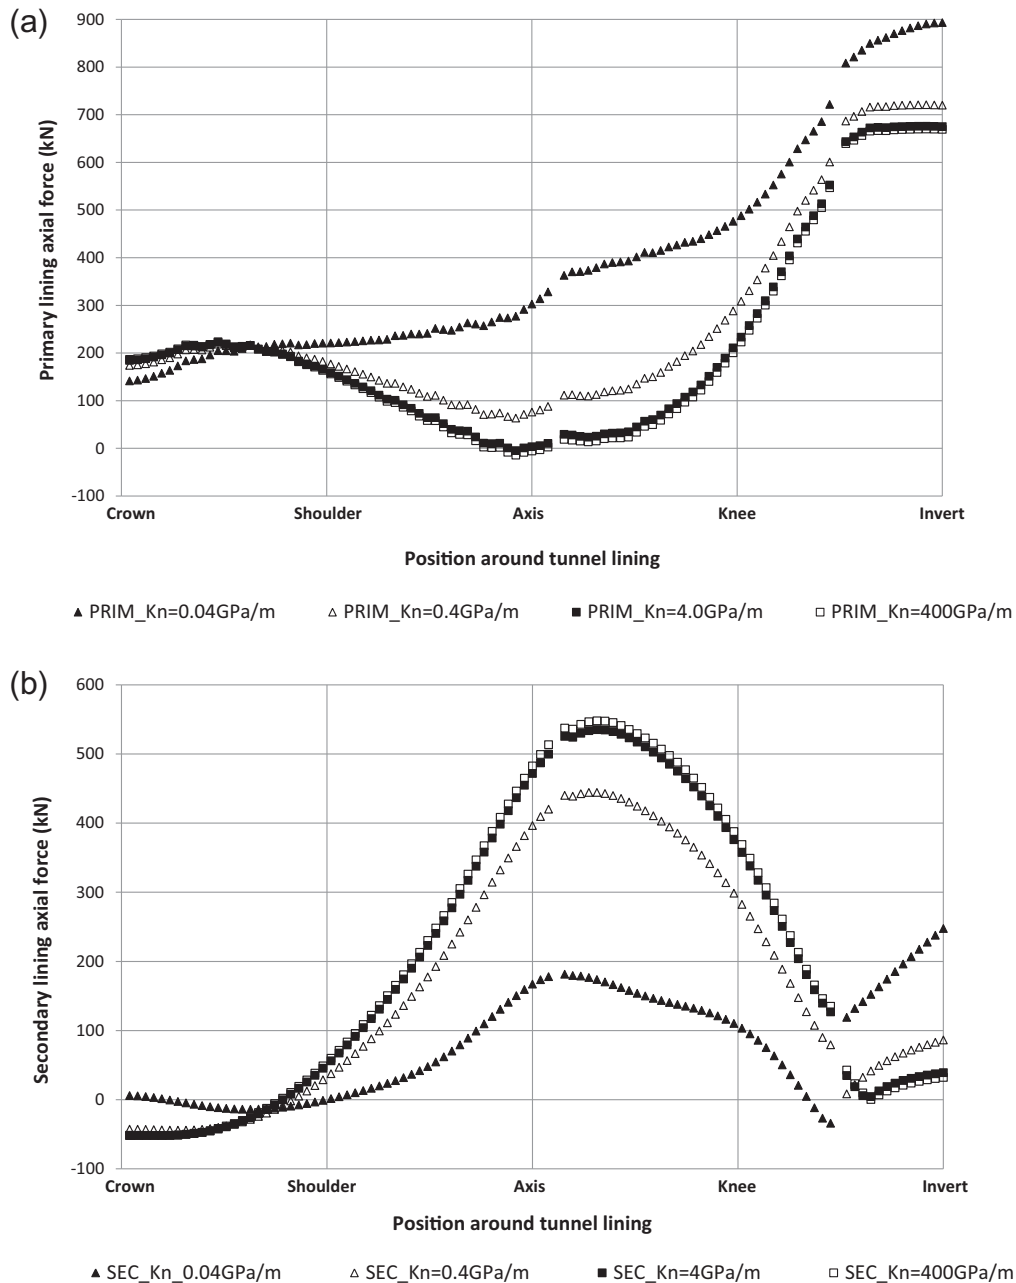 (a)
900
800
700
600
500
400
300
200
100
0
-100
Primary lining axial force (kN)
Crown Shoulder Axis Knee Invert
Position around tunnel lining
PRIM_Kn=0.04GPa/m PRIM_Kn=0.4GPa/m PRIM_Kn=4.0GPa/m PRIM_Kn=400GPa/m
(b)
600
500
400
300
200
100
0
-100
Secondary lining axial force (kN)
Crown Shoulder Axis Knee Invert
Position around tunnel lining
SEC_Kn_0.04GPa/m SEC_Kn=0.4GPa/m SEC_Kn=4GPa/m SEC_Kn=400GPa/m